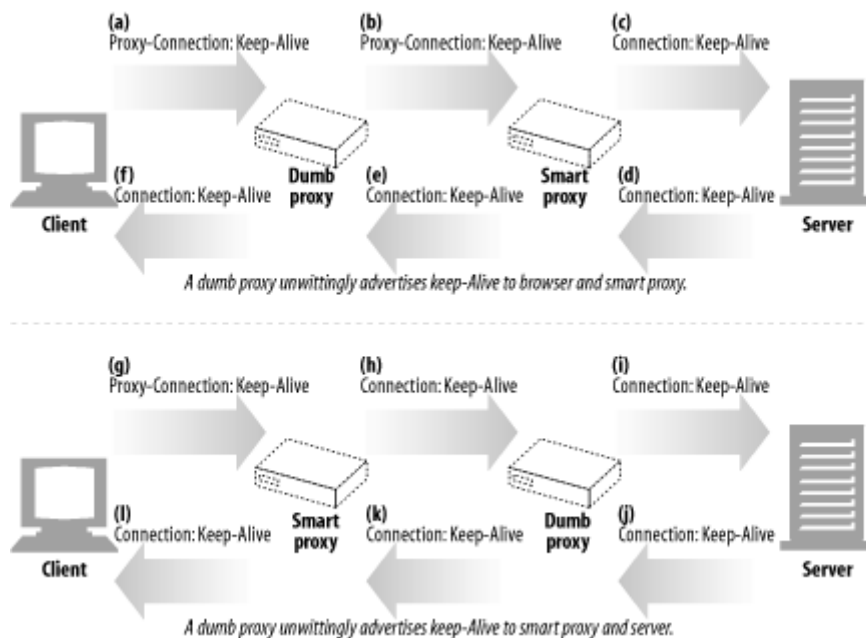 (a)
Proxy-Connection: Keep-Alive
(b)
Proxy-Connection: Keep-Alive
(c)
Connection: Keep-Alive
(f)
Connection: Keep-Alive
Dumb
proxy
(e)
Connection: Keep-Alive
Smart
proxy
(d)
Connection: Keep-Alive
Client
Server
A dumb proxy unwittingly advertises keep-Alive to browser and smart proxy.
(g)
Proxy-Connection: Keep-Alive
(h)
Connection: Keep-Alive
(i)
Connection: Keep-Alive
(l)
Connection: Keep-Alive
Smart
proxy
(k)
Connection: Keep-Alive
Dumb
proxy
(j)
Connection: Keep-Alive
Client
Server
A dumb proxy unwittingly advertises keep-Alive to smart proxy and server.